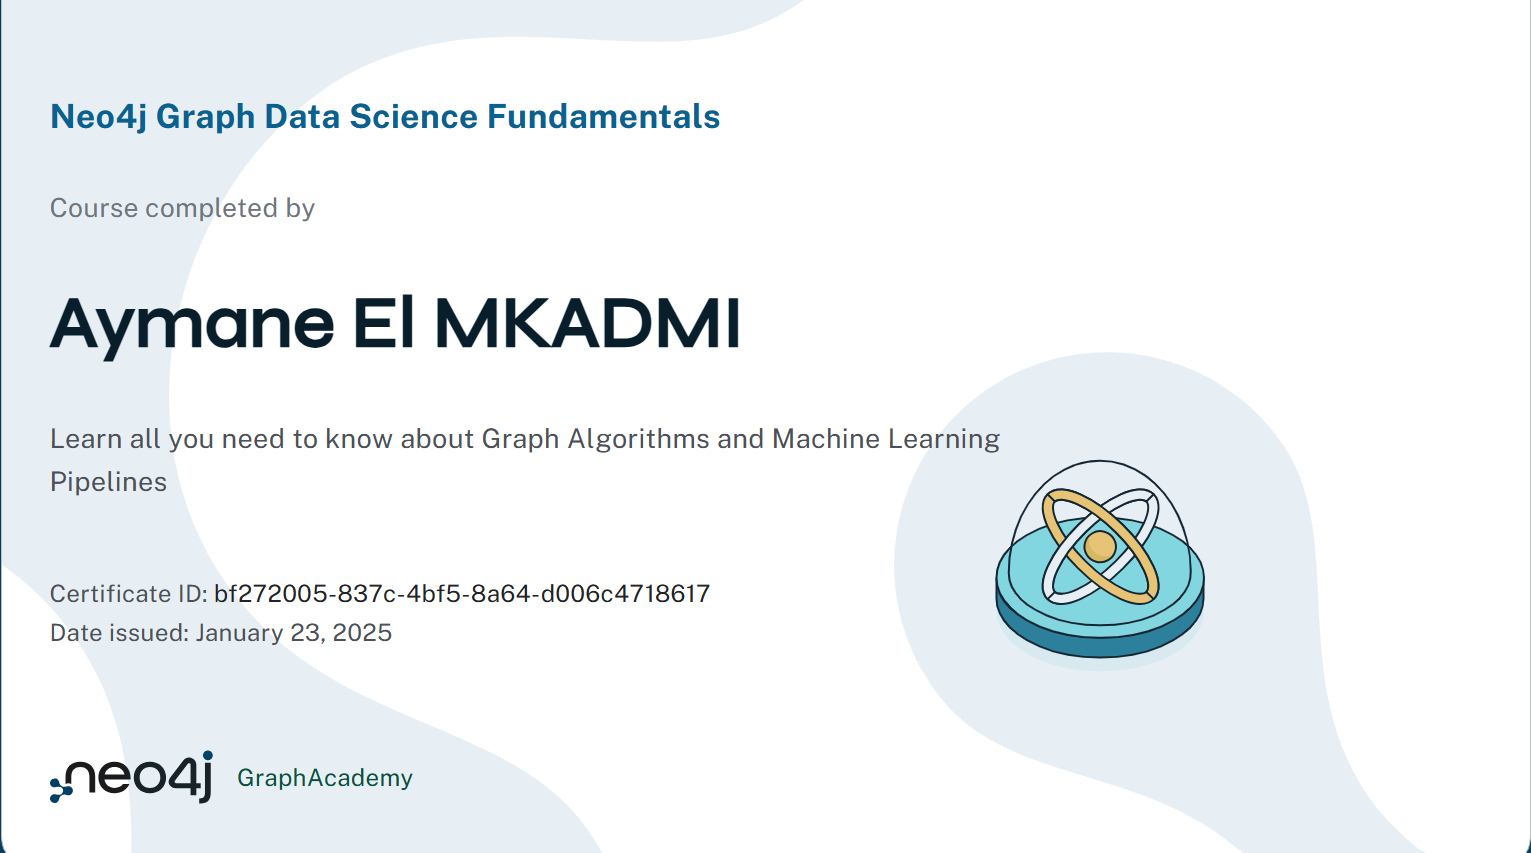 Neo4j Graph Data Science Fundamentals
Course completed by
Aymane El MKADMI
Learn all you need to know about Graph Algorithms and Machine Learning
Pipelines
Certificate ID: bf272005-837c-4bf5-8a64-d006c4718617
Date issued: January 23, 2025
neo4j GraphAcademy